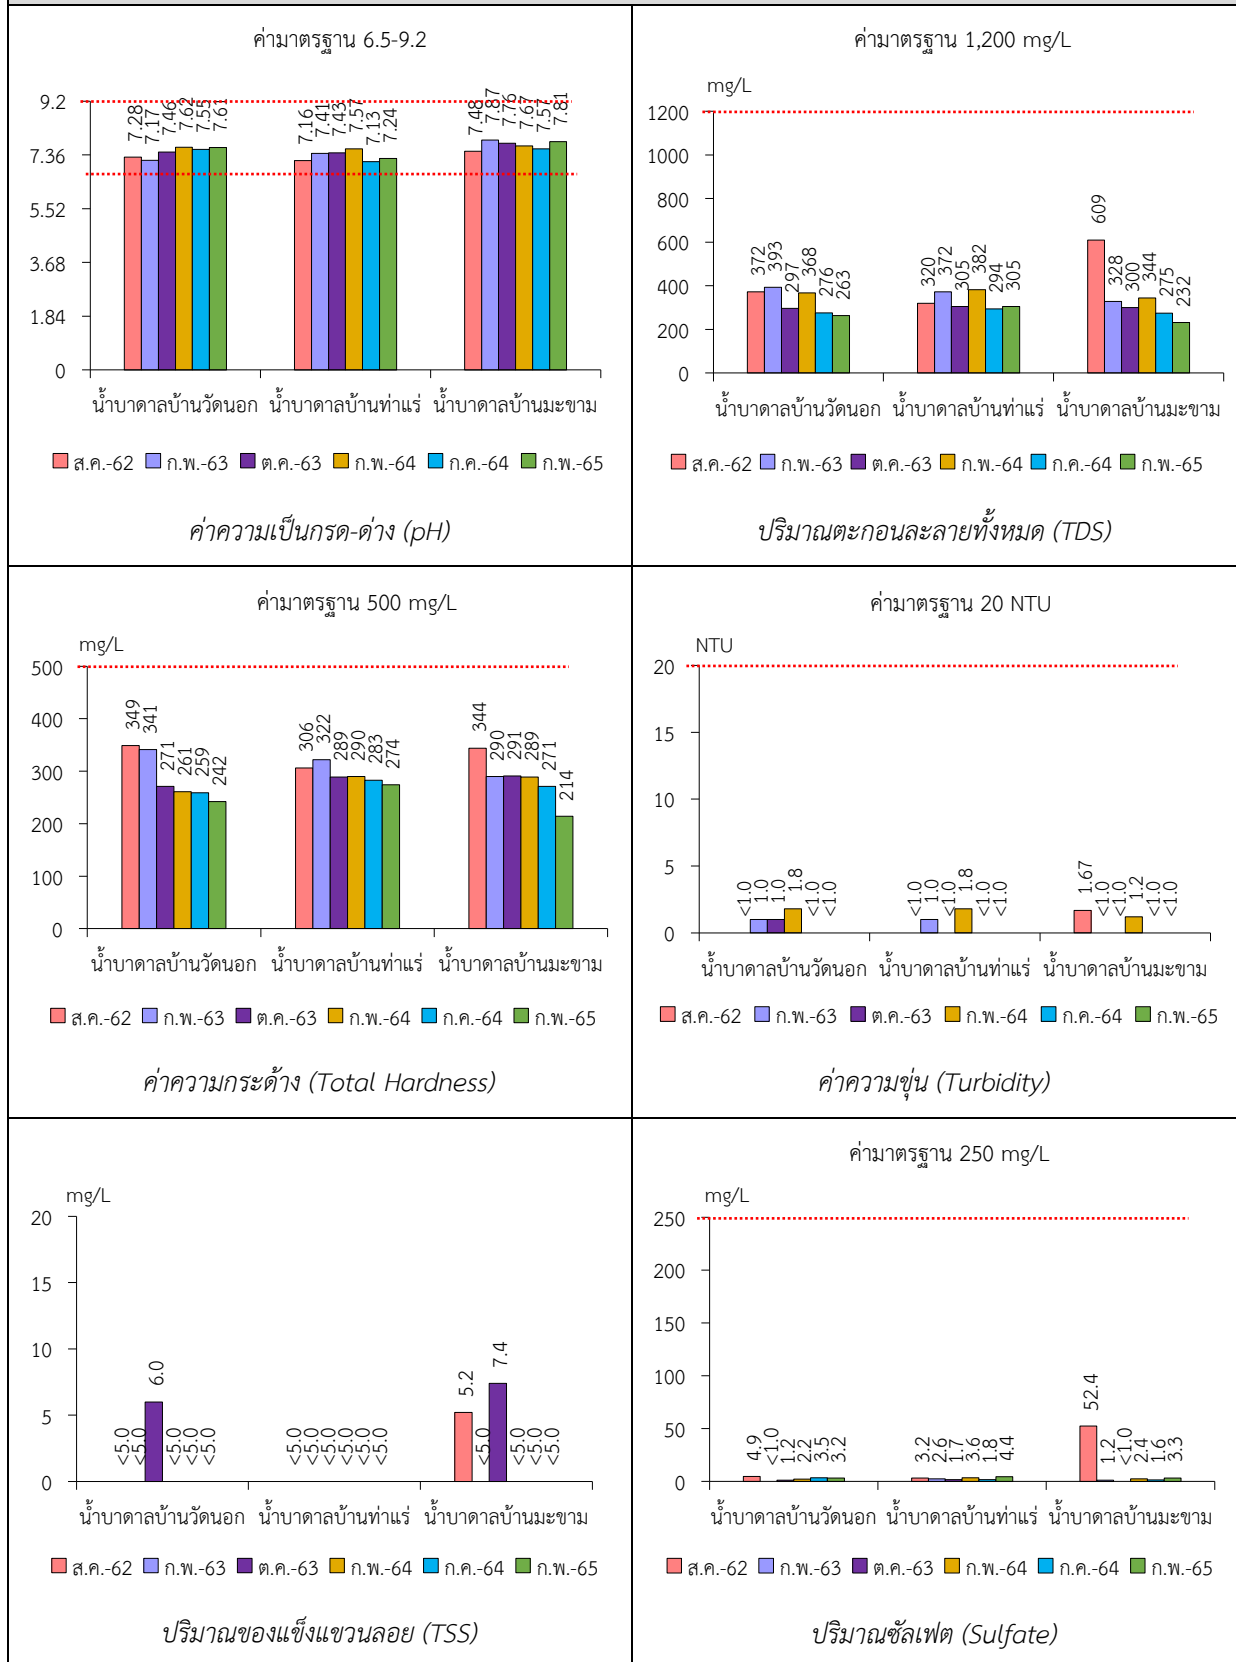 ค่ามาตรฐาน 6.5-9.2
9.2
7.36
5.52
3.68
1.84
0
7.28 7.17 7.46 7.62 7.55 7.61
7.16 7.41 7.43 7.57 7.13 7.24
7.48 7.87 7.76 7.67 7.57 7.81
น้ำบาดาลบ้านวัดนอก น้ำบาดาลบ้านท่าแร่ น้ำบาดาลบ้านมะขาม
ส.ค.-62 ก.พ.-63 ต.ค.-63 ก.พ.-64 ก.ค.-64 ก.พ.-65
ค่าความเป็นกรด-ด่าง (pH)
ค่ามาตรฐาน 1,200 mg/L
mg/L
1200
1000
800
600
400
200
0
372 393 297 368 276 263
320 372 305 382 294 305
609 328 300 344 275 232
น้ำบาดาลบ้านวัดนอก น้ำบาดาลบ้านท่าแร่ น้ำบาดาลบ้านมะขาม
ส.ค.-62 ก.พ.-63 ต.ค.-63 ก.พ.-64 ก.ค.-64 ก.พ.-65
ปริมาณตะกอนละลายทั้งหมด (TDS)
ค่ามาตรฐาน 500 mg/L
mg/L
500
400
300
200
100
0
349 341 271 261 259 242
306 322 289 290 283 274
344 290 291 289 271 214
น้ำบาดาลบ้านวัดนอก น้ำบาดาลบ้านท่าแร่ น้ำบาดาลบ้านมะขาม
ส.ค.-62 ก.พ.-63 ต.ค.-63 ก.พ.-64 ก.ค.-64 ก.พ.-65
ค่าความกระด้าง (Total Hardness)
ค่ามาตรฐาน 20 NTU
NTU
20
15
10
5
0
<1.0 1.0 1.0 1.8 <1.0 <1.0
<1.0 1.0 <1.0 1.8 <1.0 <1.0
1.67 <1.0 <1.0 1.2 <1.0 <1.0
น้ำบาดาลบ้านวัดนอก น้ำบาดาลบ้านท่าแร่ น้ำบาดาลบ้านมะขาม
ส.ค.-62 ก.พ.-63 ต.ค.-63 ก.พ.-64 ก.ค.-64 ก.พ.-65
ค่าความขุ่น (Turbidity)
mg/L
20
15
10
5
0
<5.0 <5.0 6.0 <5.0 <5.0 <5.0
<5.0 <5.0 <5.0 <5.0 <5.0 <5.0
5.2 <5.0 7.4 <5.0 <5.0 <5.0
น้ำบาดาลบ้านวัดนอก น้ำบาดาลบ้านท่าแร่ น้ำบาดาลบ้านมะขาม
ส.ค.-62 ก.พ.-63 ต.ค.-63 ก.พ.-64 ก.ค.-64 ก.พ.-65
ปริมาณของแข็งแขวนลอย (TSS)
ค่ามาตรฐาน 250 mg/L
mg/L
250
200
150
100
50
0
4.9 <1.0 1.2 2.2 3.5 3.2
3.2 2.6 1.7 3.6 1.8 4.4
52.4 1.2 <1.0 2.4 1.6 3.3
น้ำบาดาลบ้านวัดนอก น้ำบาดาลบ้านท่าแร่ น้ำบาดาลบ้านมะขาม
ส.ค.-62 ก.พ.-63 ต.ค.-63 ก.พ.-64 ก.ค.-64 ก.พ.-65
ปริมาณซัลเฟต (Sulfate)